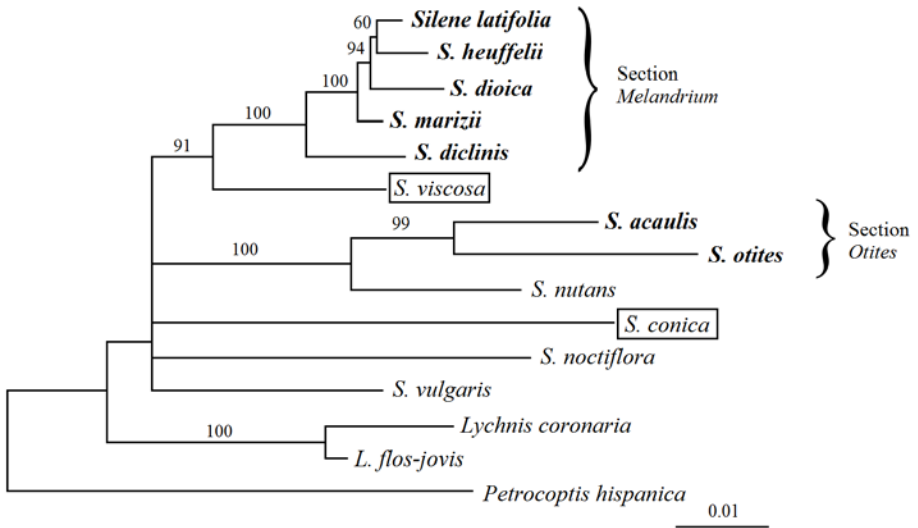 60
Silene latifolia
94
S. heuffelii
Section
Melandrium
100
S. dioica
100
S. marizii
91
S. diclinis
S. viscosa
99
S. acaulis
Section
Otites
100
S. otites
S. nutans
S. conica
S. noctiflora
S. vulgaris
100
Lychnis coronaria
L. flos-jovis
Petrocoptis hispanica
0.01